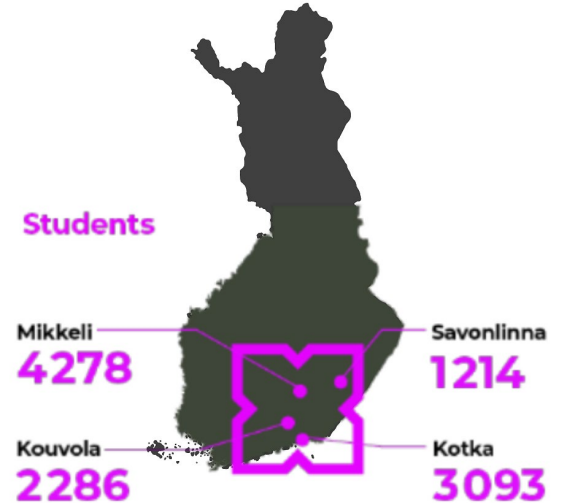 Students
Mikkeli
4278
Savonlinna
1214
Kouvola
2286
Kotka
3093